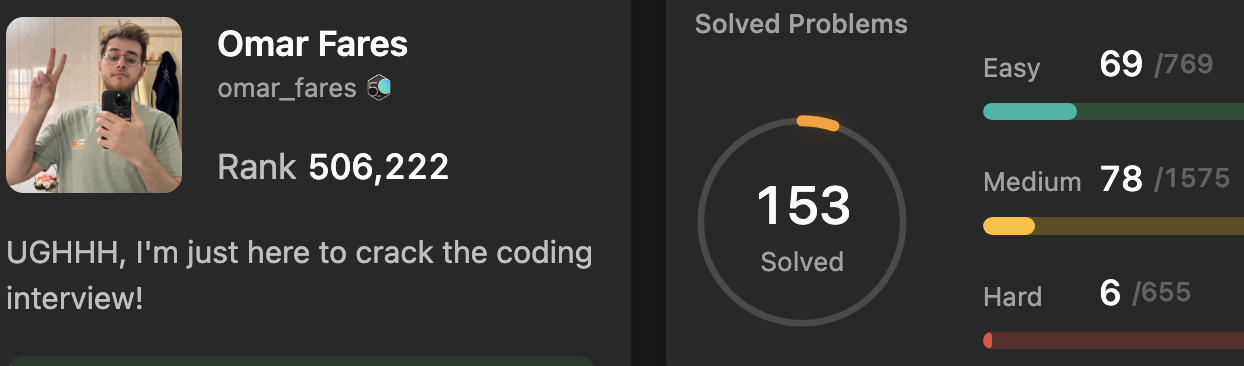 Omar Fares
omar_fares 50
Rank 506,222
UGHHH, I'm just here to crack the coding
interview!
Solved Problems
153
Solved
Easy 69 /769
Medium 78 /1575
Hard 6 /655